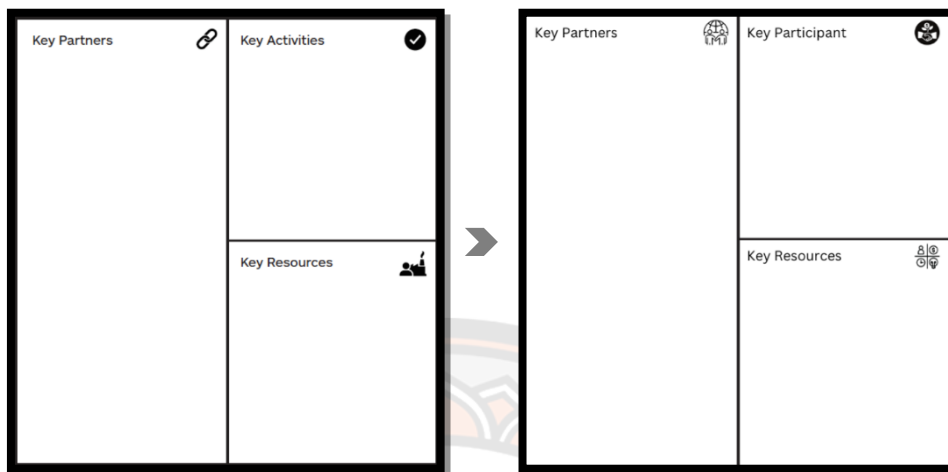 Key Partners
Key Activities
Key Resources
Key Partners
Key Participant
Key Resources